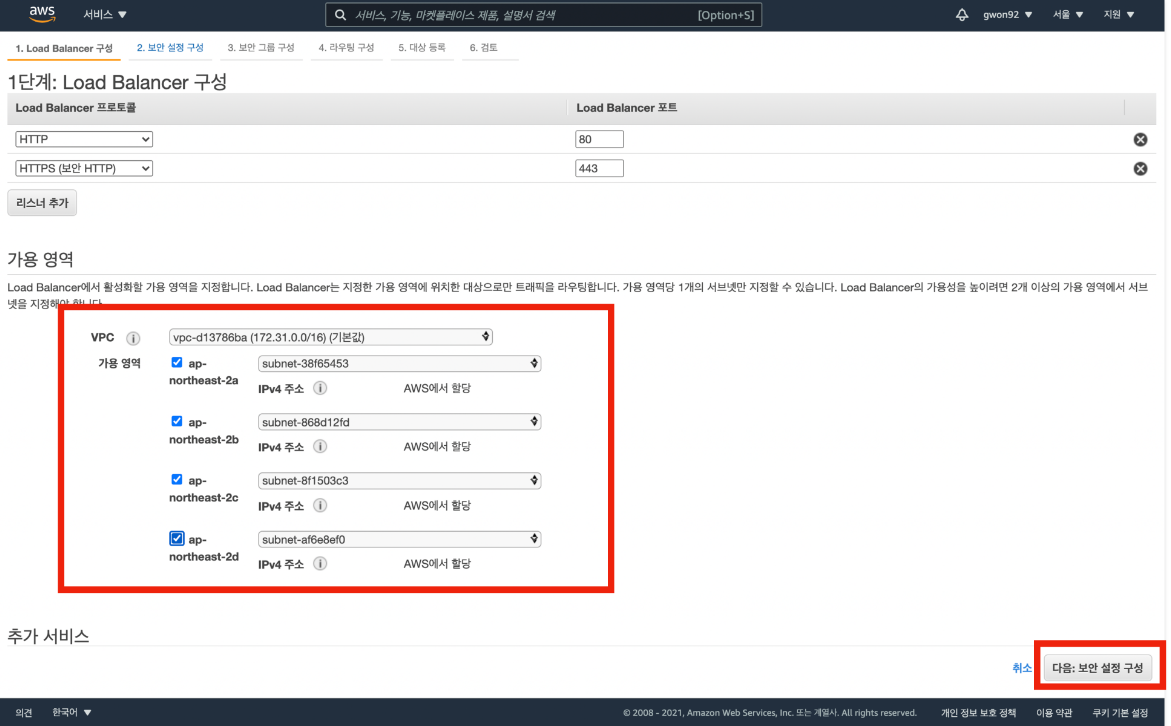 aws 서비스 ▼ 서비스, 기능, 마켓플레이스 제품, 설명서 검색 [Option+S] gwon92 ▼ 서울 ▼ 지원 ▼
1. Load Balancer 구성 2. 보안 설정 구성 3. 보안 그룹 구성 4. 라우팅 구성 5. 대상 등록 6. 검토
1단계: Load Balancer 구성
Load Balancer 프로토콜 Load Balancer 포트
HTTP 80
HTTPS (보안 HTTP) 443
리스너 추가
가용 영역
Load Balancer에서 활성화할 가용 영역을 지정합니다. Load Balancer는 지정한 가용 영역에 위치한 대상으로만 트래픽을 라우팅합니다. 가용 영역당 1개의 서브넷만 지정할 수 있습니다. Load Balancer의 가용성을 높이려면 2개 이상의 가용 영역에서 서브
넷을 지정해야 합니다.
VPC i vpc-d13786ba (172.31.0.0/16) (기본값)
가용 영역 ap- subnet-38f65453
northeast-2a
IPv4 주소 i AWS에서 할당
ap- subnet-868d12fd
northeast-2b
IPv4 주소 i AWS에서 할당
ap- subnet-8f1503c3
northeast-2c
IPv4 주소 i AWS에서 할당
ap- subnet-af6e8ef0
northeast-2d
IPv4 주소 i AWS에서 할당
추가 서비스
취소 다음: 보안 설정 구성
의견 한국어 ▼ © 2008 - 2021, Amazon Web Services, Inc. 또는 계열사. All rights reserved. 개인 정보 보호 정책 이용 약관 쿠키 기본 설정